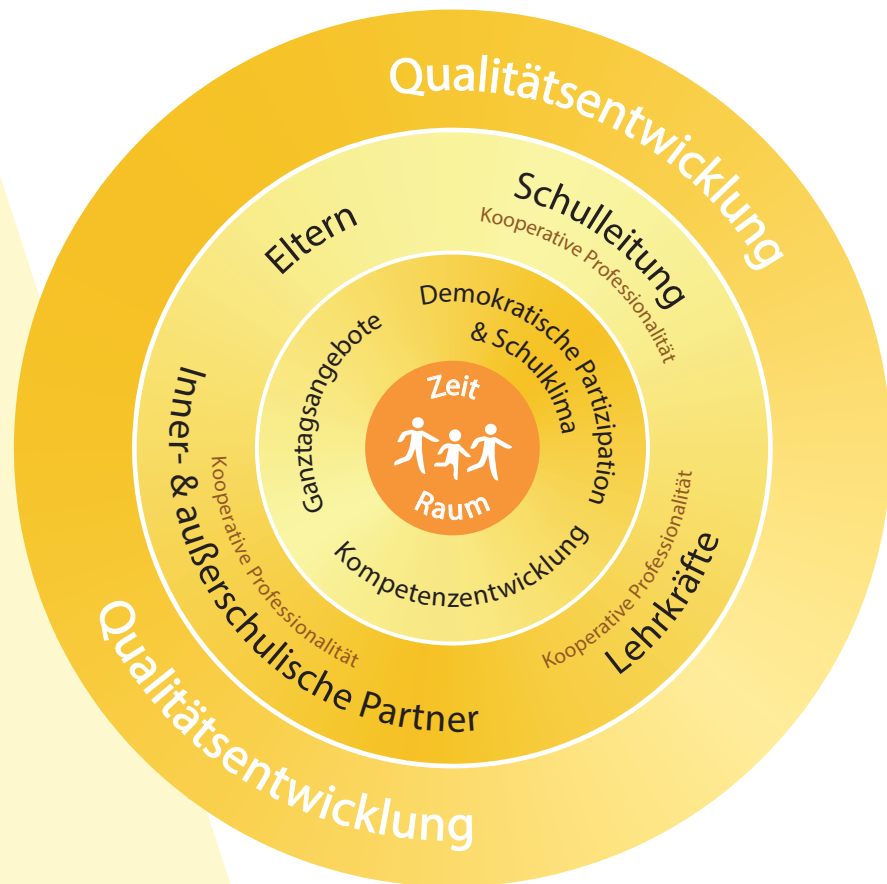 Qualitätsentwicklung
Schulleitung
Kooperative Professionalität
Eltern
Demokratische Partizipation
& Schulklima
Ganztagsangebote
Zeit
Raum
Kompetenzentwicklung
Kooperative Professionalität
Lehrkräfte
Kooperative Professionalität
Inner- & außerschulische Partner
Qualitätsentwicklung